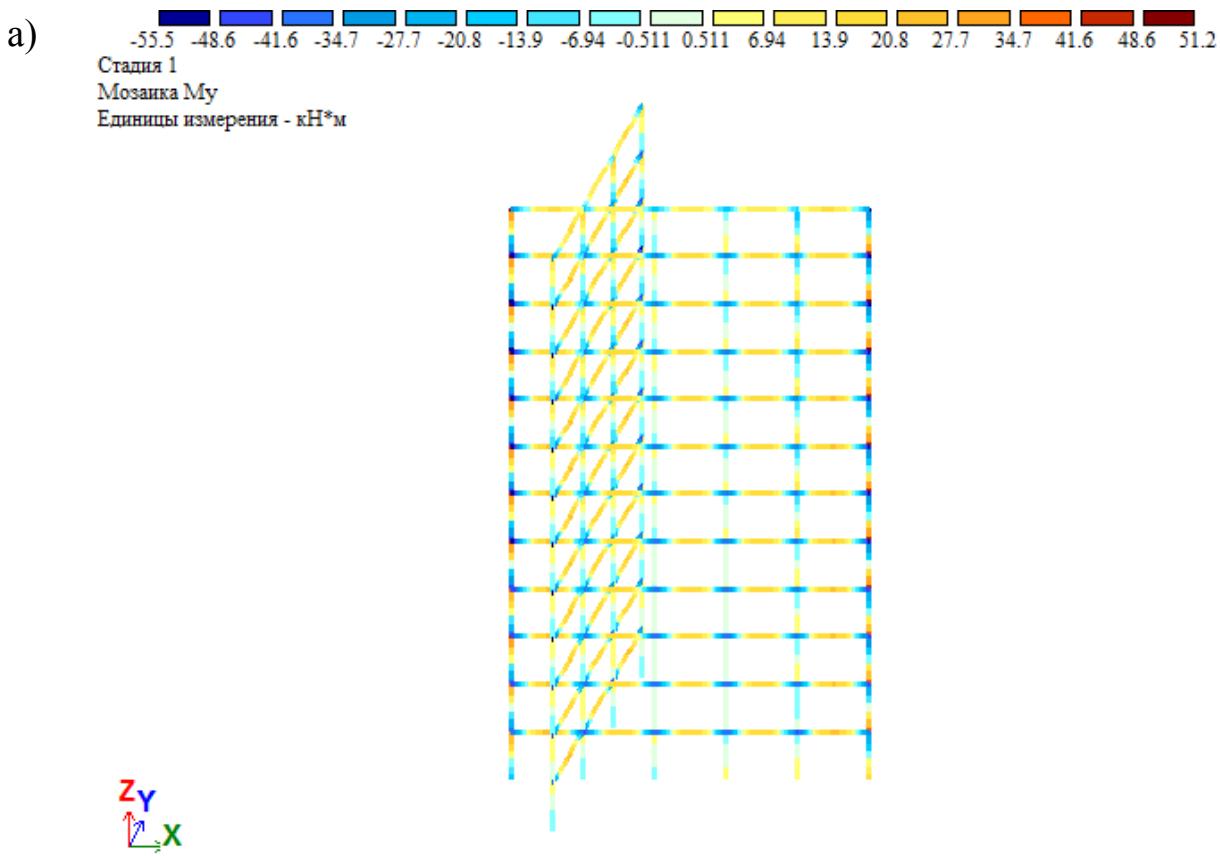 а)
-55.5 -48.6 -41.6 -34.7 -27.7 -20.8 -13.9 -6.94 -0.511 0.511 6.94 13.9 20.8 27.7 34.7 41.6 48.6 51.2
Стадия 1
Мозаика My
Единицы измерения - кН*м
Z
Y
X